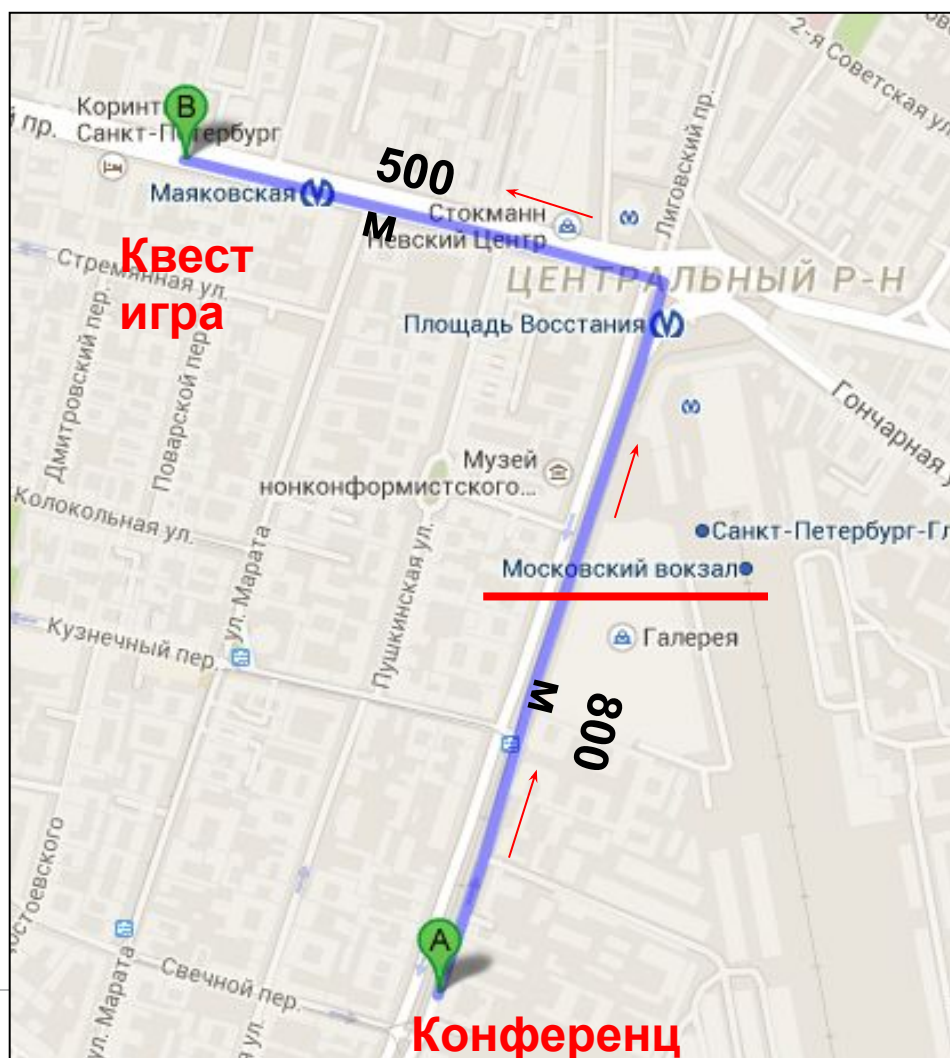 2-я Советская ул.
Коринт
Санкт-Петербург
й пр.
B
500
м
Лиговский пр.
Маяковская
Стокманн
Невский Центр
Квест
игра
Стремянная ул.
ЦЕНТРАЛЬНЫЙ Р-Н
Площадь Восстания
Дмитровский пер.
Поварской пер.
Гончарная у
Музей
нонконформистского...
Колокольная ул.
ул. Марата
Пушкинская ул.
Санкт-Петербург-Гл
Московский вокзал
Кузнечный пер.
Галерея
800
м
остоевского
A
Свечной пер.
ул. Марата
ул.
Конференц